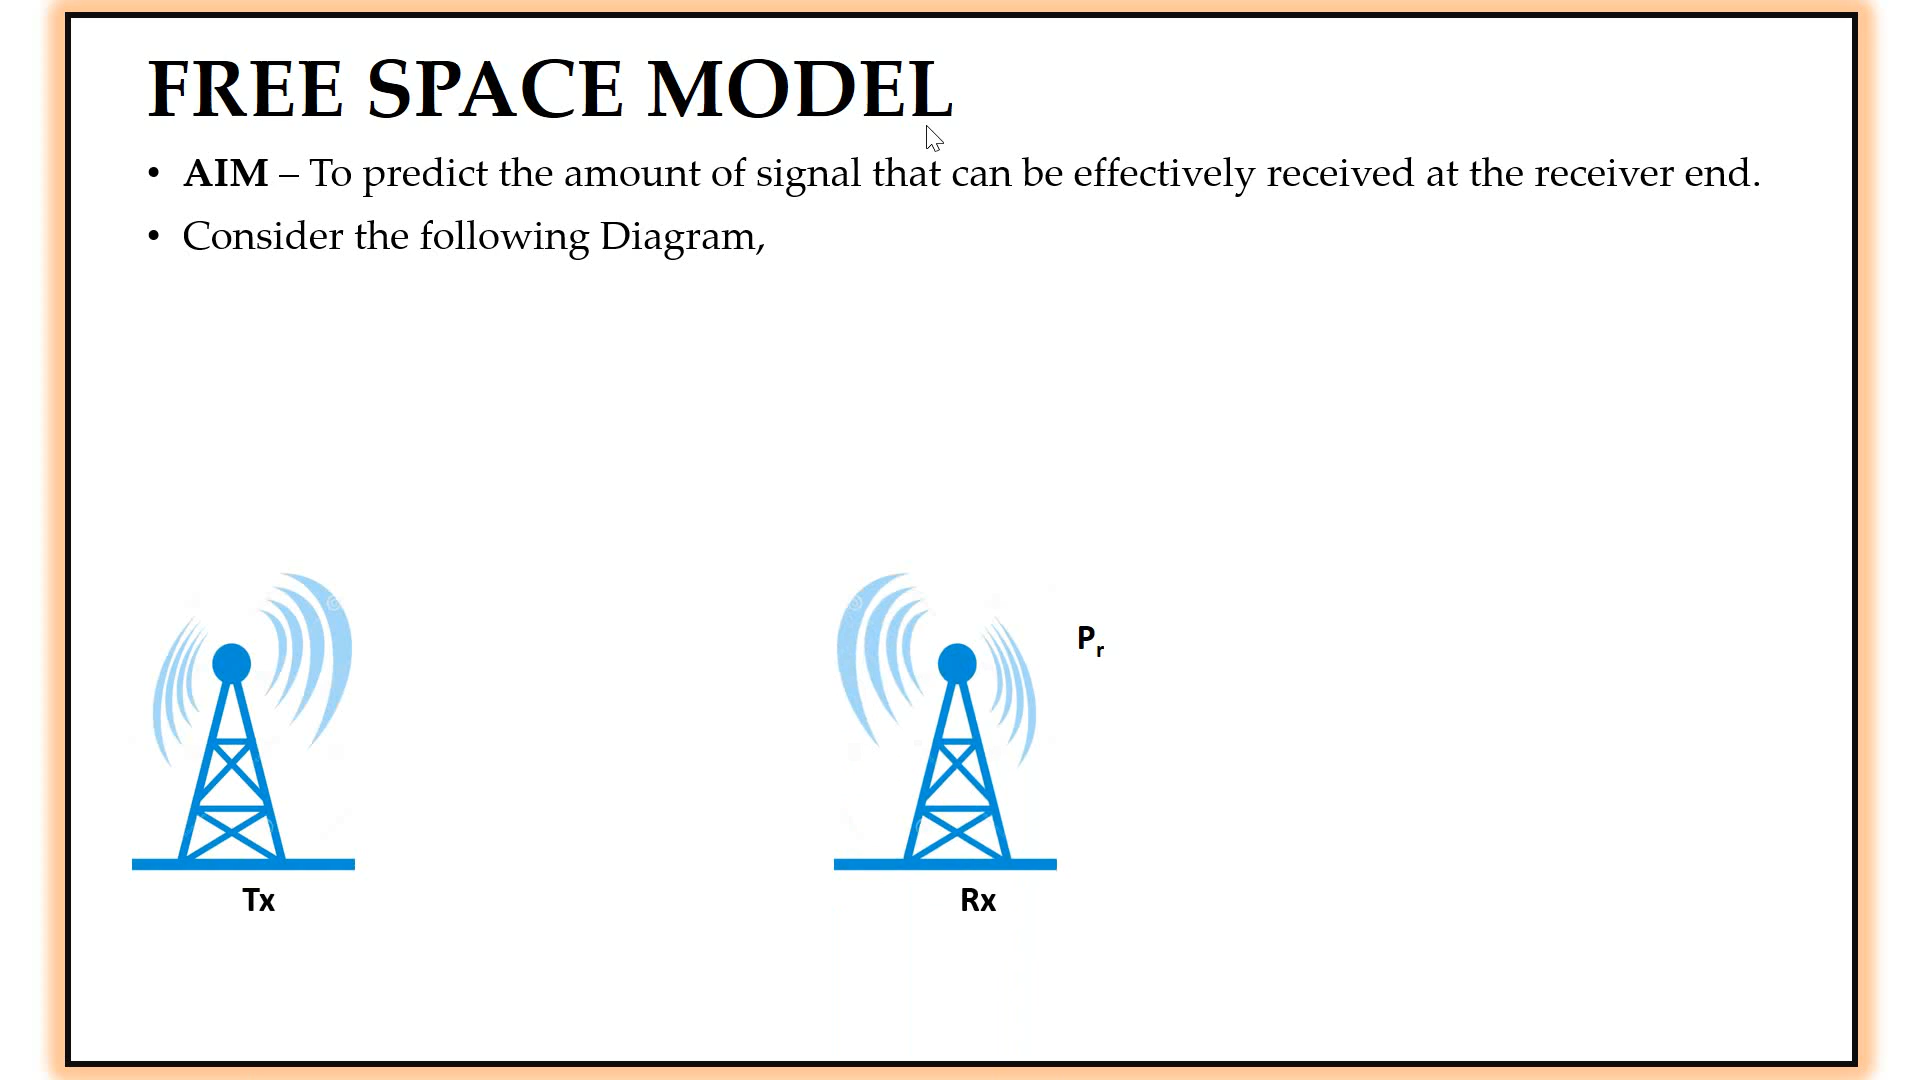 FREE SPACE MODEL
• AIM – To predict the amount of signal that can be effectively received at the receiver end.
• Consider the following Diagram,
Pr
Tx
Rx